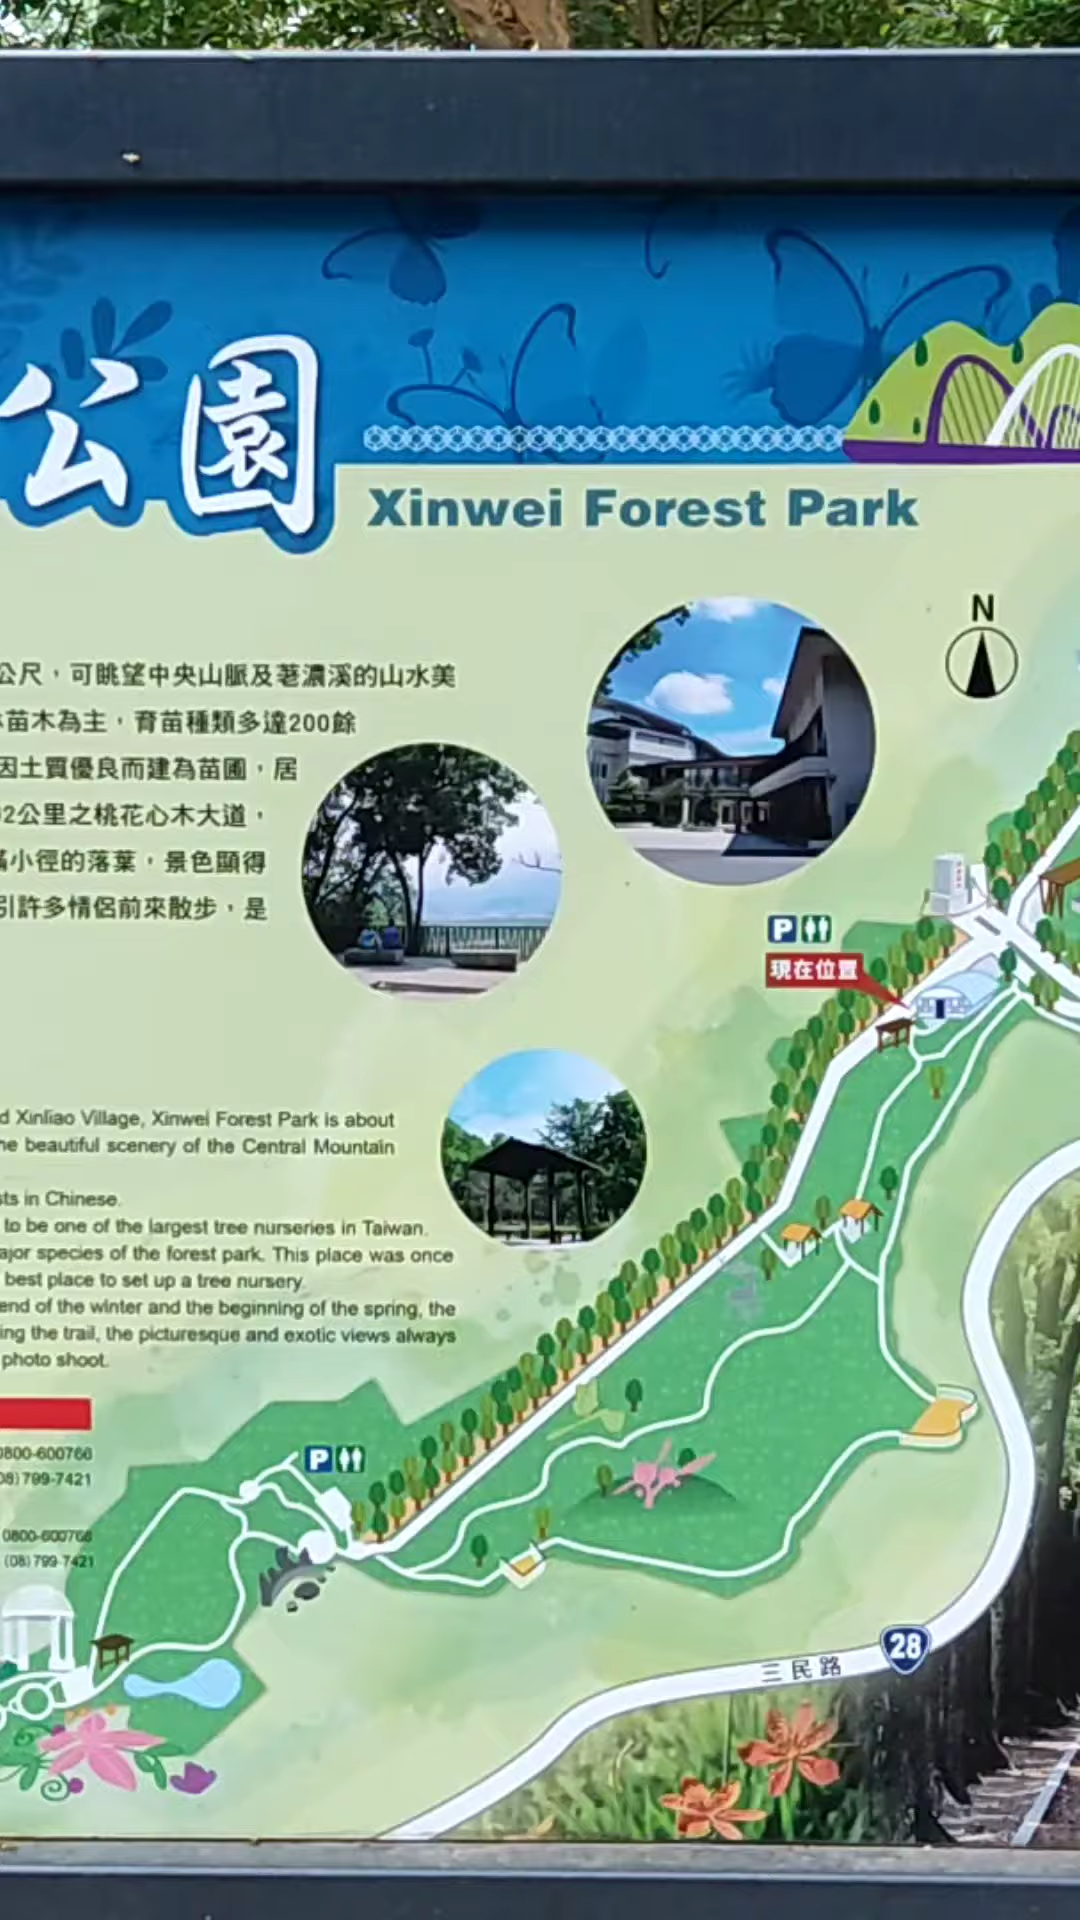 公園
Xinwei Forest Park
N
公尺，可眺望中央山脈及荖濃溪的山水美
苗木為主，育苗種類多達200餘
因土質優良而建為苗圃，居
2公里之桃花心木大道，
小徑的落葉，景色顯得
引許多情侶前來散步，是
P
現在位置
d Xinliao Village, Xinwei Forest Park is about
he beautiful scenery of the Central Mountain
sts in Chinese.
to be one of the largest tree nurseries in Taiwan.
ajor species of the forest park. This place was once
best place to set up a tree nursery.
end of the winter and the beginning of the spring, the
ing the trail, the picturesque and exotic views always
photo shoot.
0800-600766
08)799-7421
P
0800-600766
(08)799-7421
28
三民路